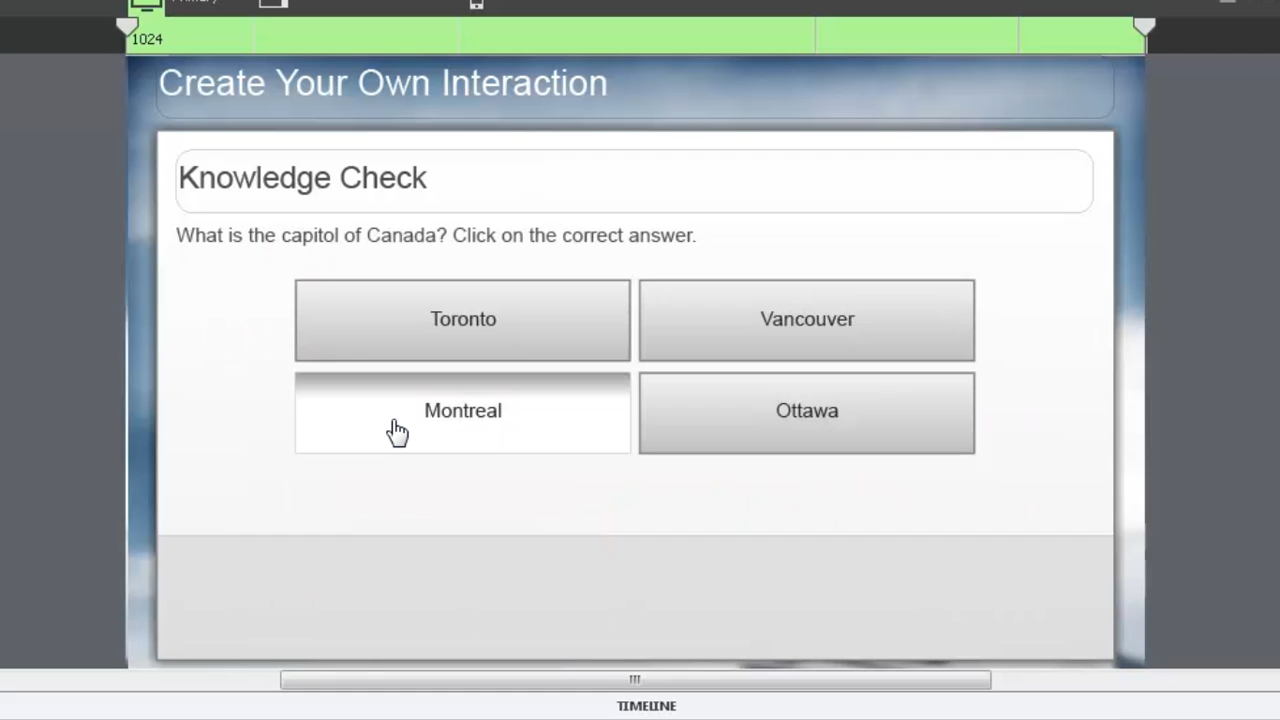 1024
Create Your Own Interaction
Knowledge Check
What is the capitol of Canada? Click on the correct answer.
Toronto
Vancouver
Montreal
Ottawa
TIMELINE